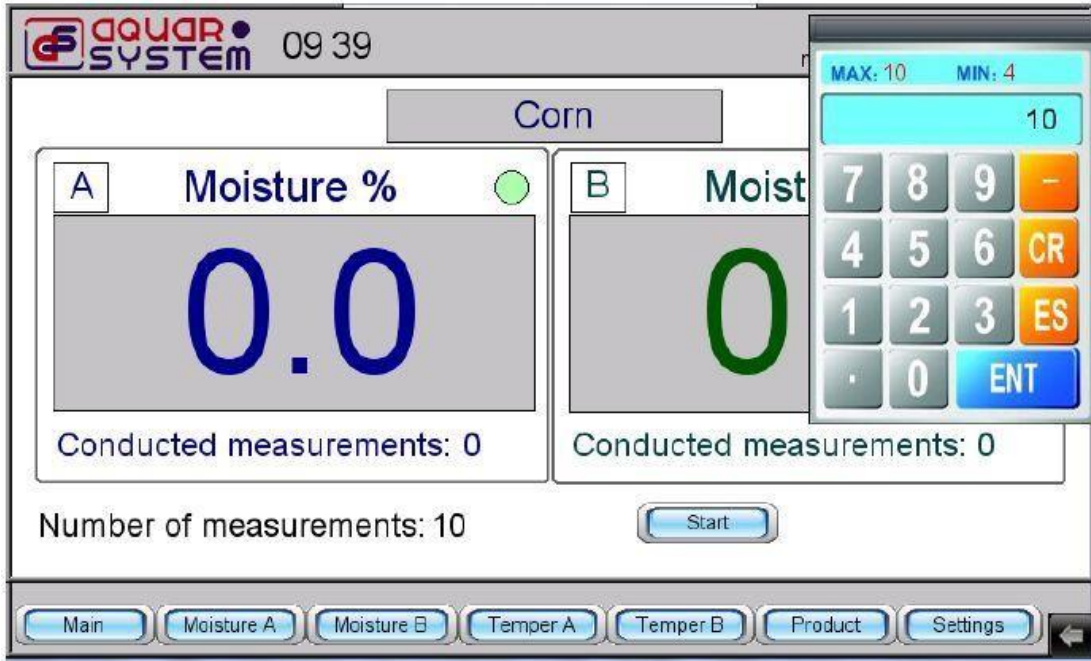 aquar
system
09 39
Corn
A Moisture %
B Moist
0.0
0
Conducted measurements: 0
Conducted measurements: 0
Number of measurements: 10
Start
Main Moisture A Moisture B Temper A Temper B Product Settings
MAX: 10 MIN: 4
10
7 8 9 -
4 5 6 CR
1 2 3 ES
. 0 ENT